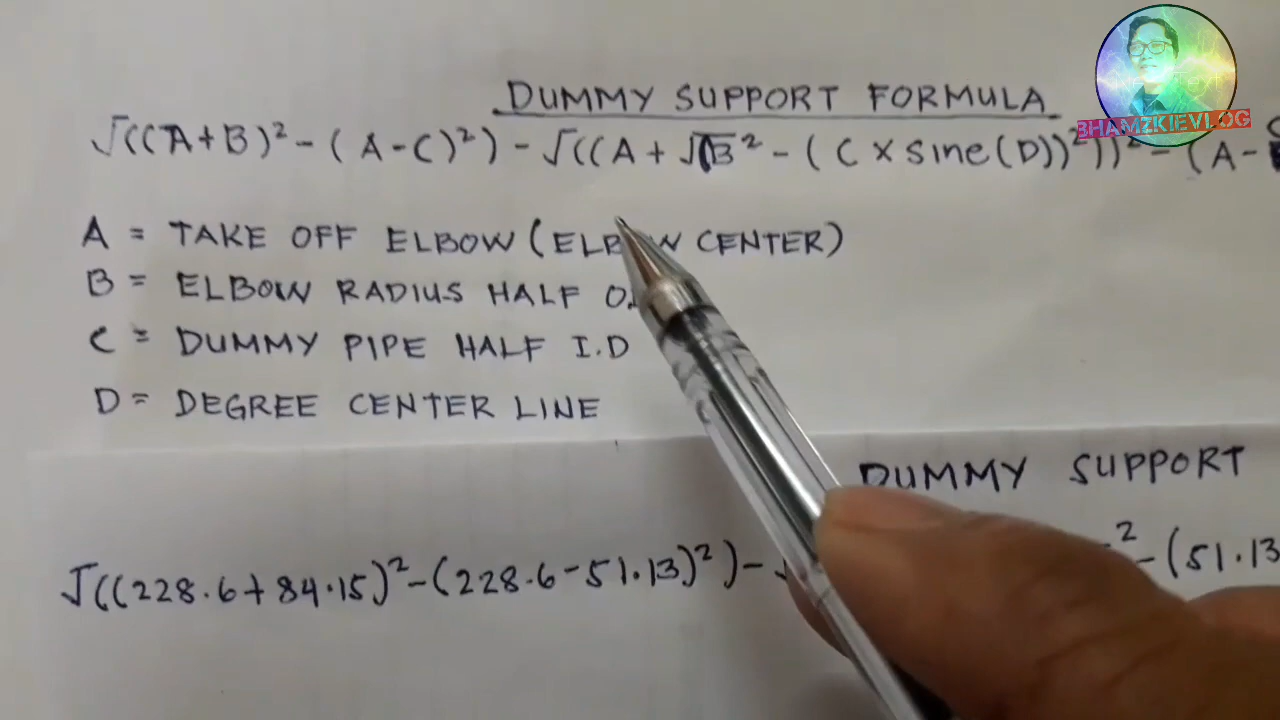 BHAMZKIEVLOG
DUMMY SUPPORT FORMULA
√((A+B)²-(A-C)²)-√((A+√(B²-(C×Sine(D))²))²-(A-
A = TAKE OFF ELBOW (ELBOW CENTER)
B = ELBOW RADIUS HALF O.
C = DUMMY PIPE HALF I.D
D = DEGREE CENTER LINE
DUMMY SUPPORT
√((228.6+84.15)²-(228.6-51.13)²)-√ ²-(51.13